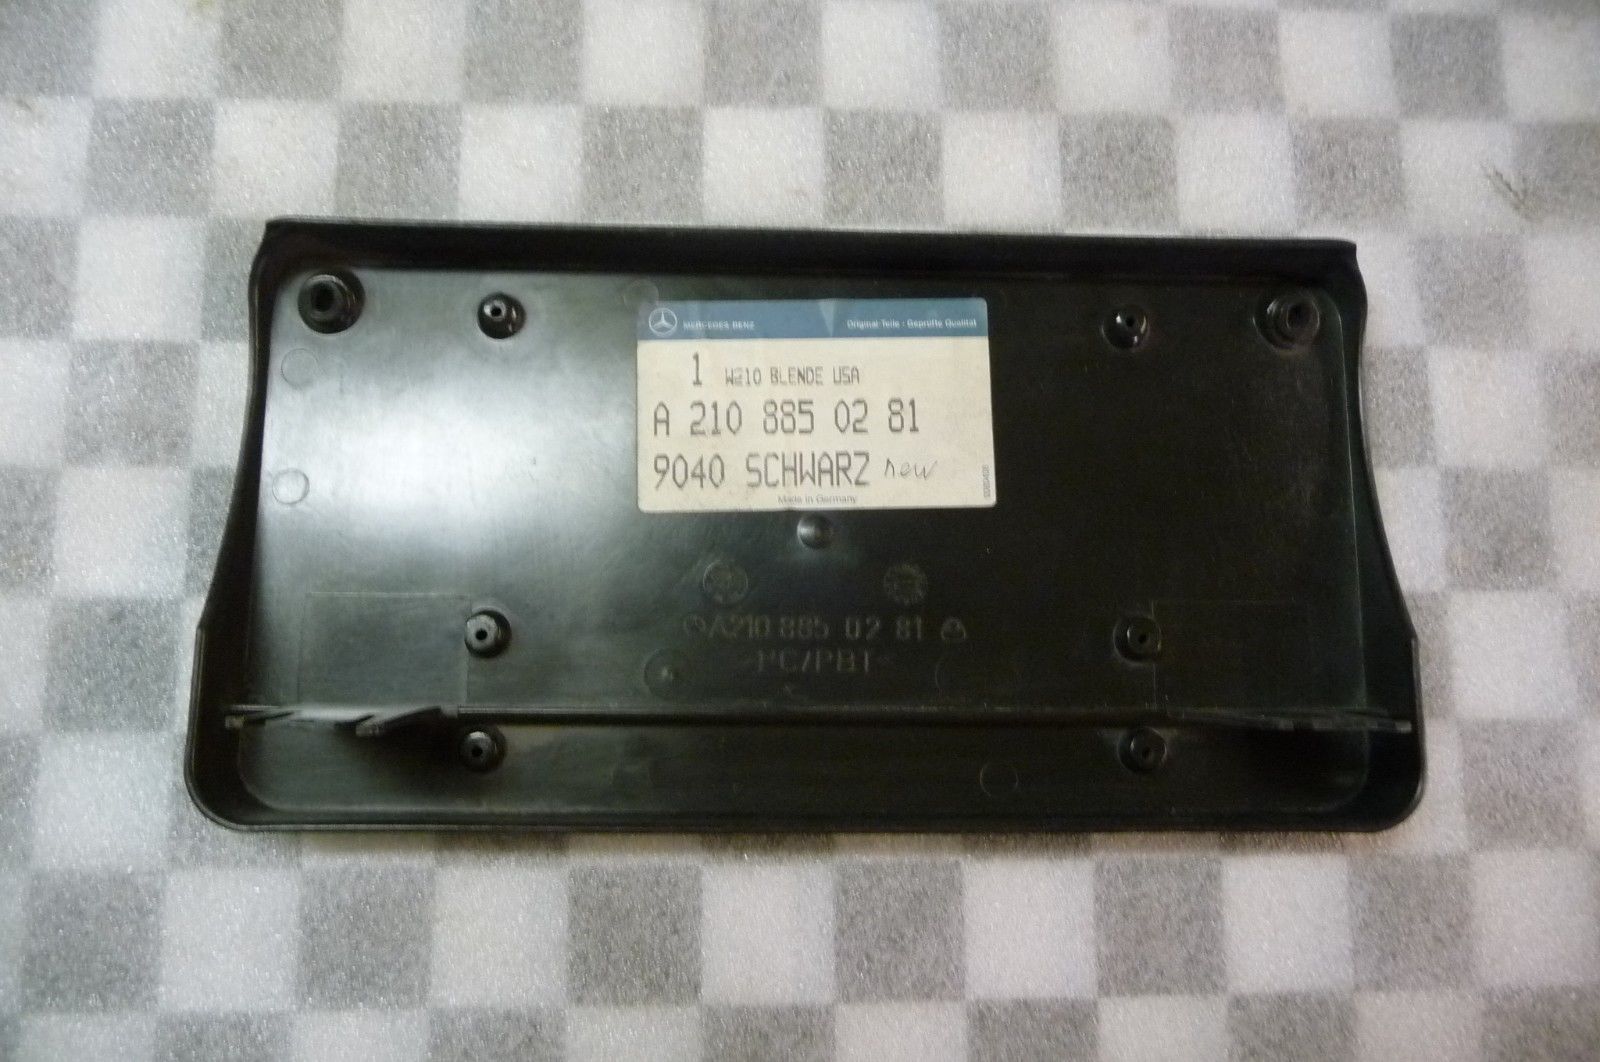 MERCEDES BENZ Original-Teile · Geprüfte Qualität
1 W210 BLENDE USA
A 210 885 02 81
9040 SCHWARZ new
Made in Germany
A210 885 02 81
>PC/PBT<